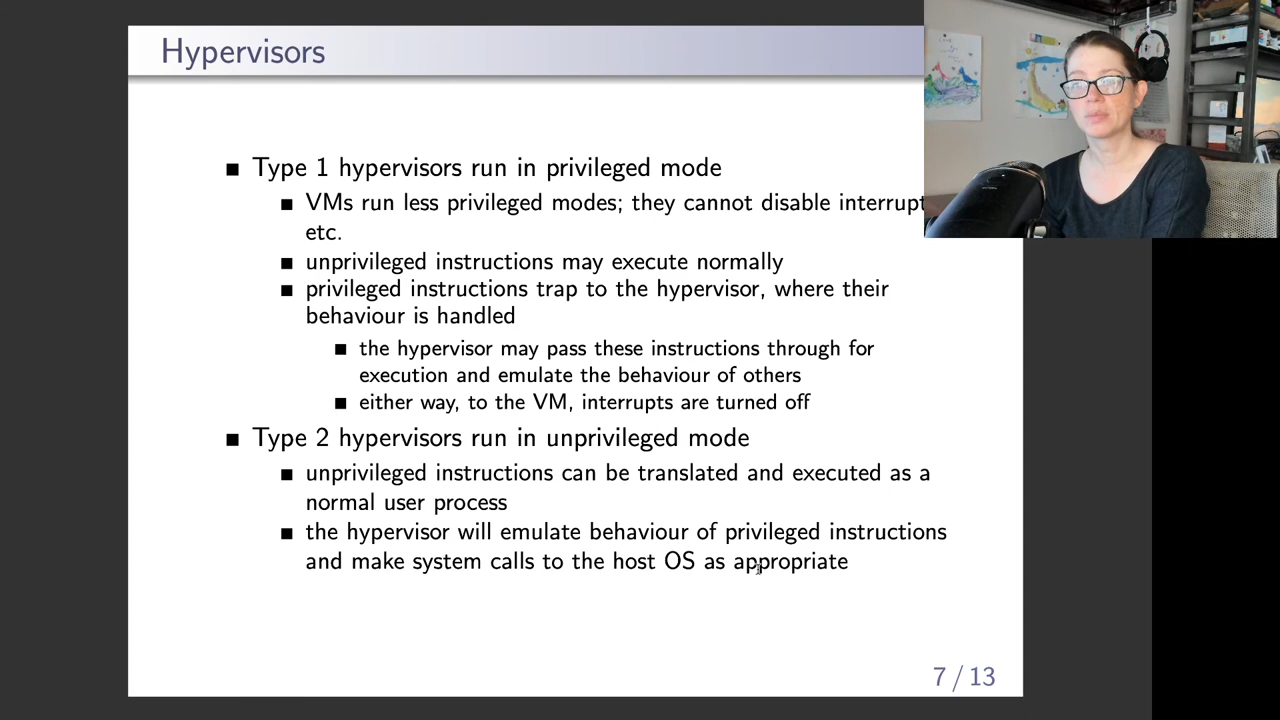 Hypervisors
■ Type 1 hypervisors run in privileged mode
■ VMs run less privileged modes; they cannot disable interrupt
etc.
■ unprivileged instructions may execute normally
■ privileged instructions trap to the hypervisor, where their
behaviour is handled
■ the hypervisor may pass these instructions through for
execution and emulate the behaviour of others
■ either way, to the VM, interrupts are turned off
■ Type 2 hypervisors run in unprivileged mode
■ unprivileged instructions can be translated and executed as a
normal user process
■ the hypervisor will emulate behaviour of privileged instructions
and make system calls to the host OS as appropriate
7 / 13